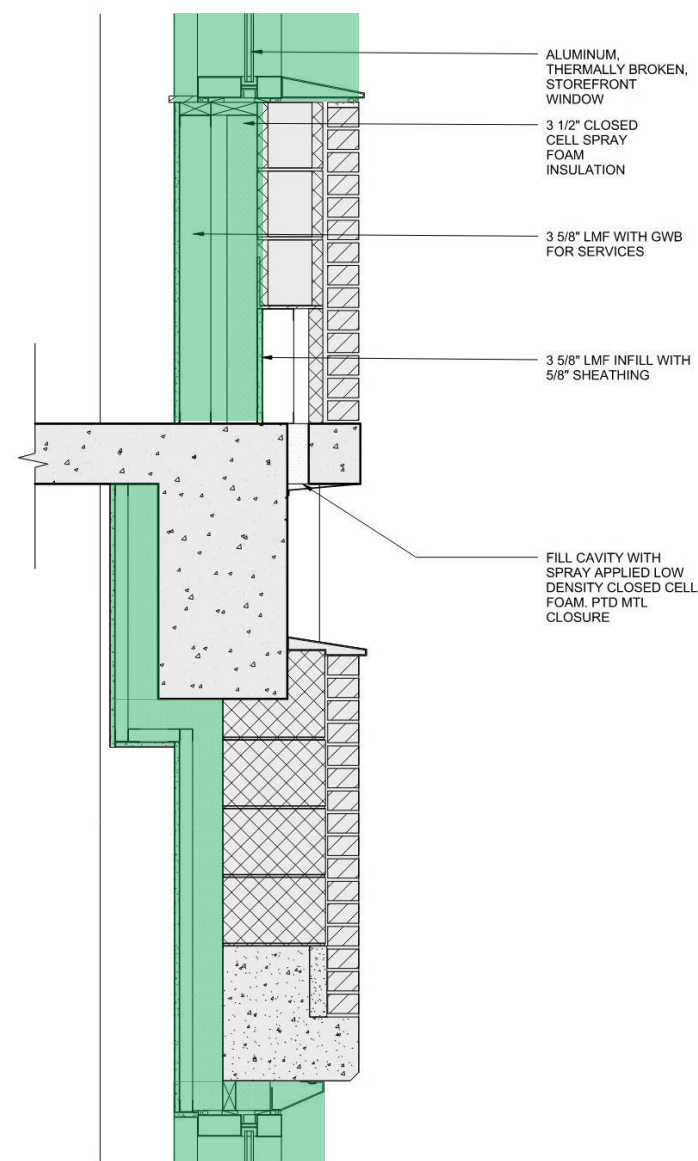 ALUMINUM,
THERMALLY BROKEN,
STOREFRONT
WINDOW
3 1/2" CLOSED
CELL SPRAY
FOAM
INSULATION
3 5/8" LMF WITH GWB
FOR SERVICES
3 5/8" LMF INFILL WITH
5/8" SHEATHING
FILL CAVITY WITH
SPRAY APPLIED LOW
DENSITY CLOSED CELL
FOAM. PTD MTL
CLOSURE